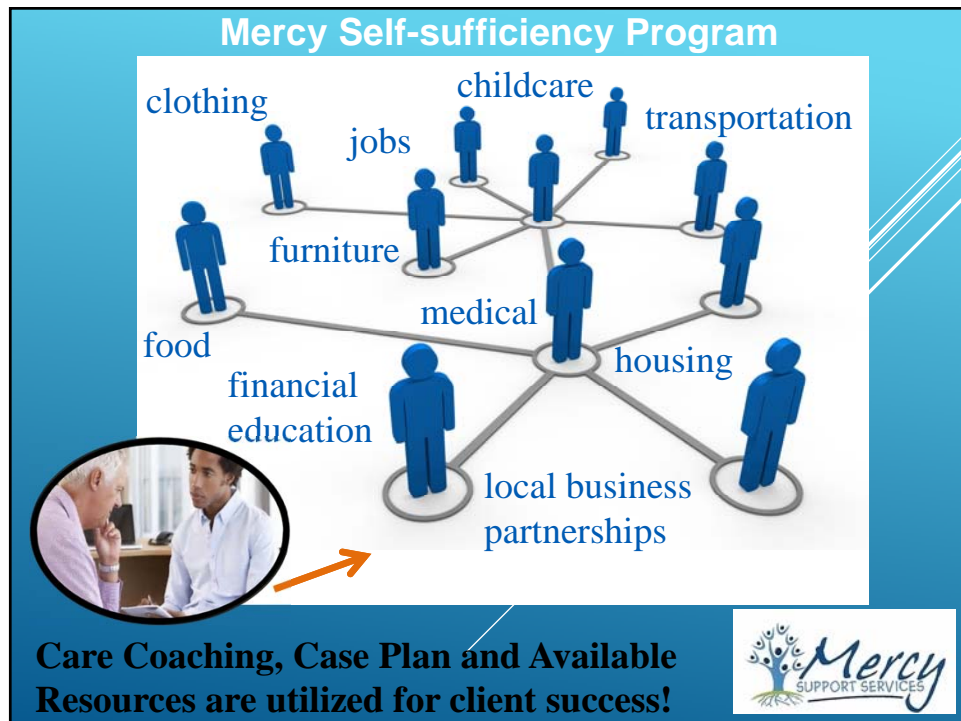 Mercy Self-sufficiency Program
childcare
clothing
transportation
jobs
furniture
medical
food
housing
financial
education
local business
partnerships
Care Coaching, Case Plan and Available
Resources are utilized for client success!
Mercy
SUPPORT SERVICES